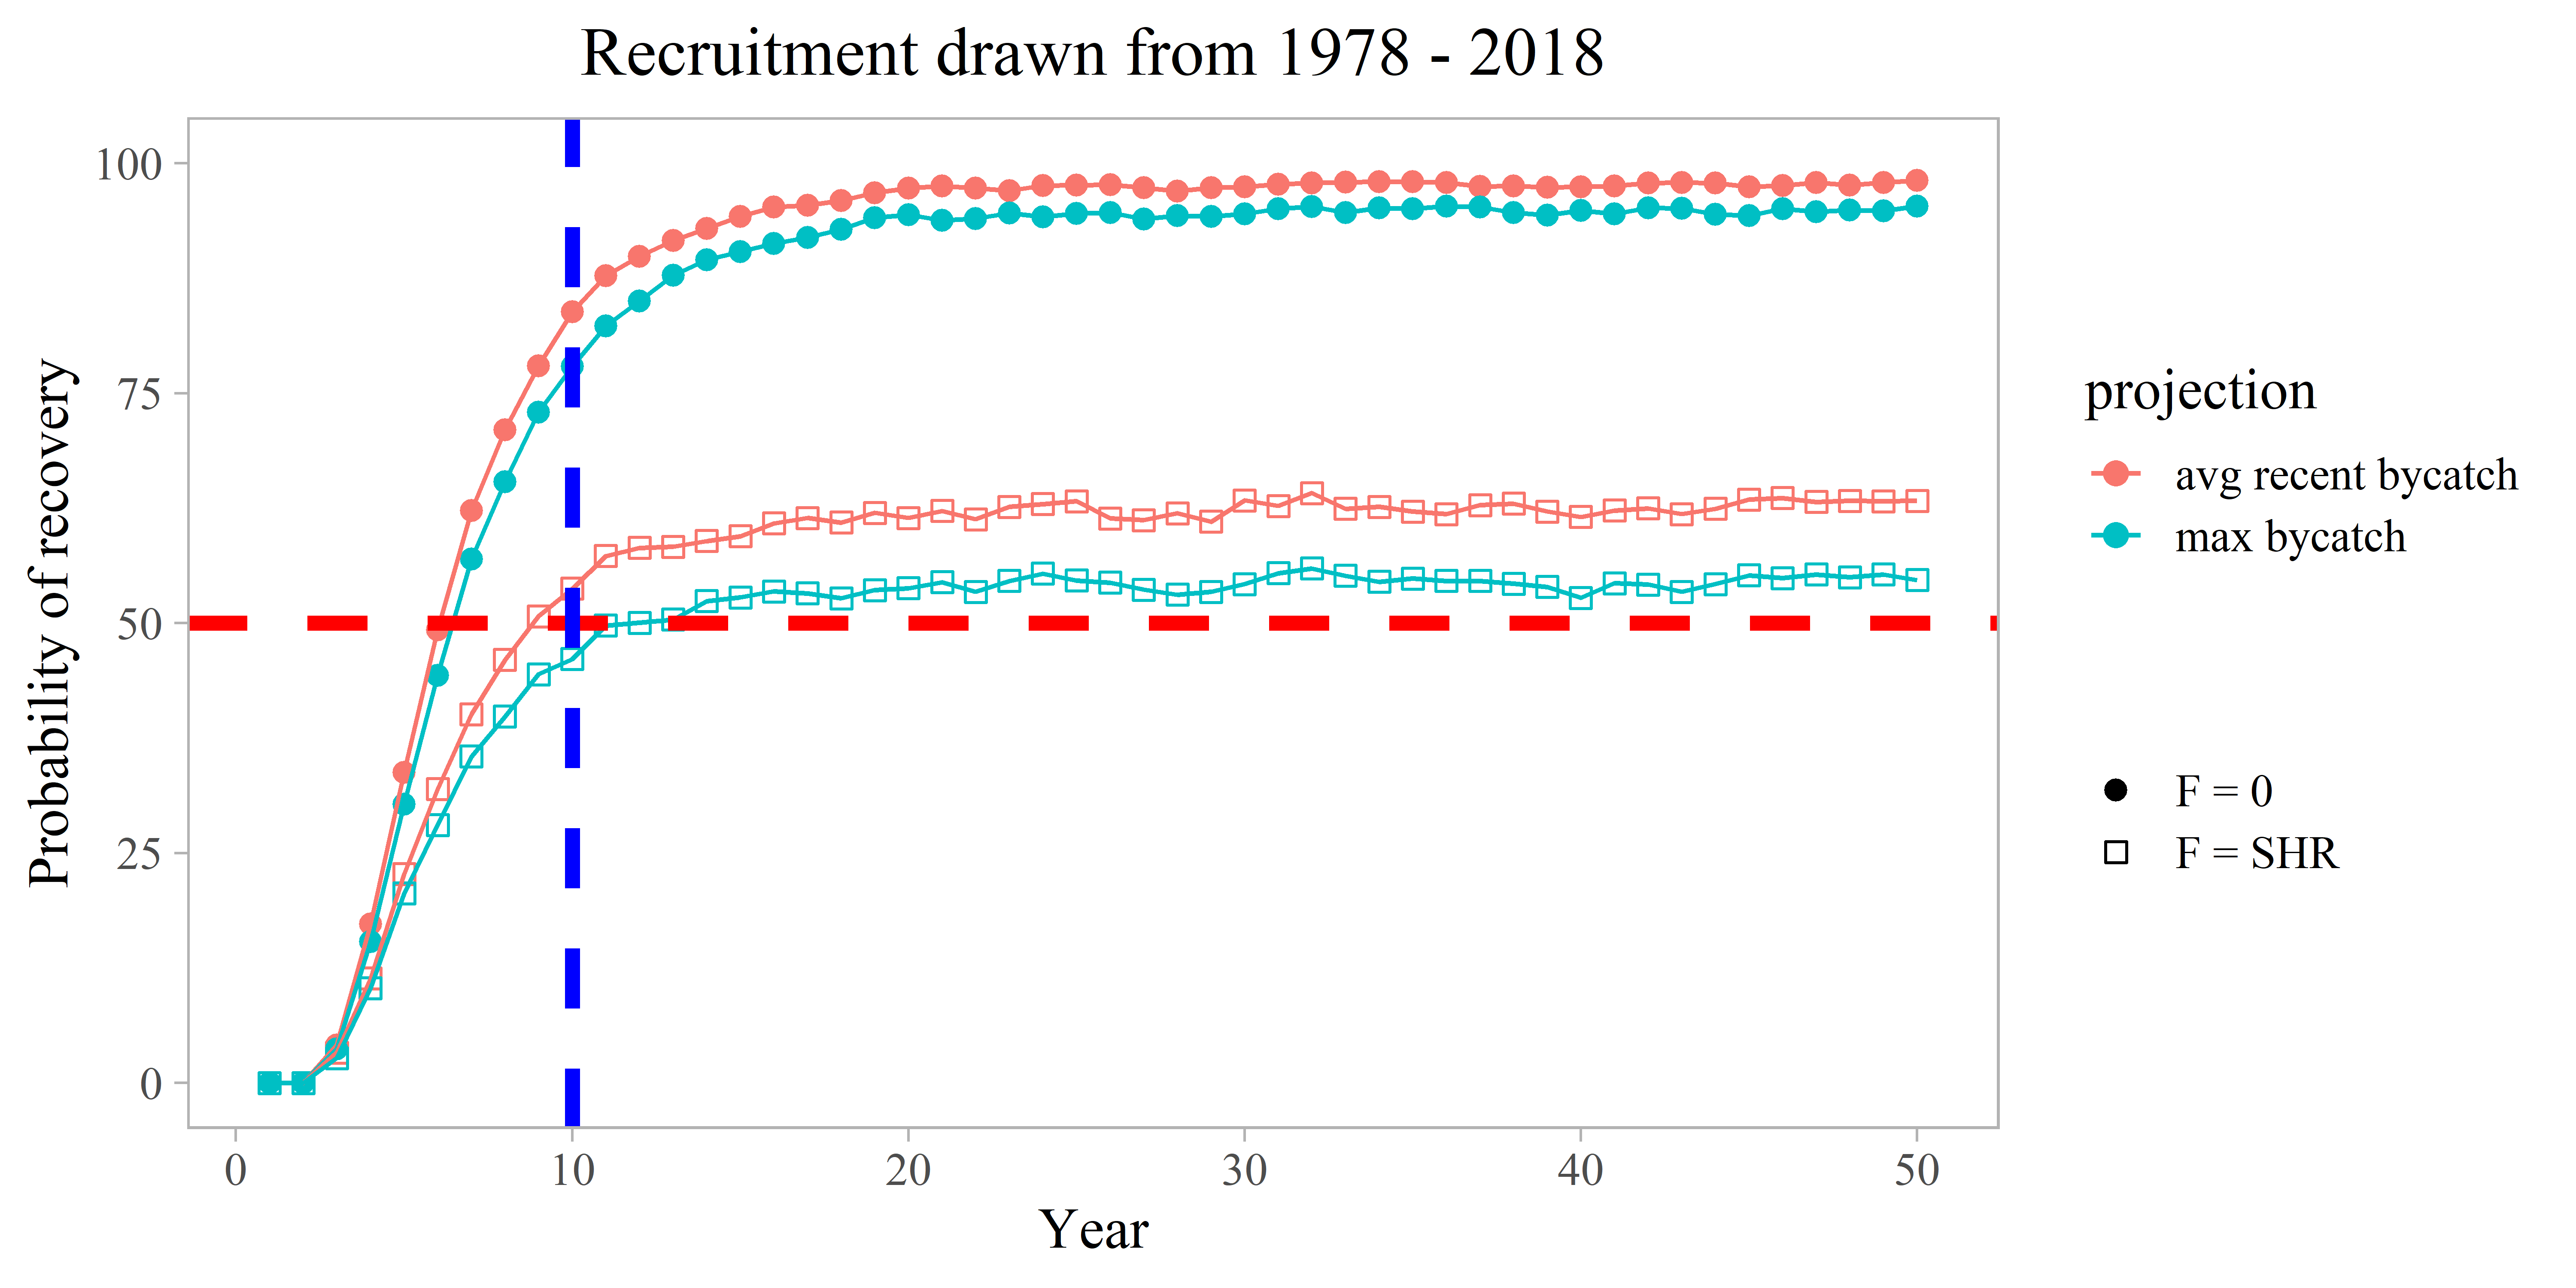 Recruitment drawn from 1978 - 2018
Probability of recovery
100
75
50
25
0
0 10 20 30 40 50
Year
projection
avg recent bycatch
max bycatch
F = 0
F = SHR